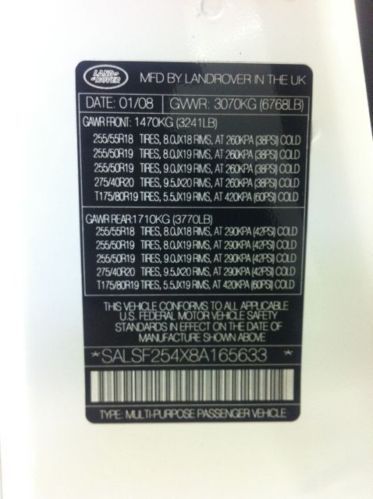 LAND
ROVER
MFD BY LANDROVER IN THE UK
DATE: 01/08 GVWR: 3070KG (6768LB)
GAWR FRONT: 1470KG (3241LB)
255/55R18 TIRES, 8.0JX18 RIMS, AT 260KPA (38PSI) COLD
255/50R19 TIRES, 8.0JX19 RIMS, AT 260KPA (38PSI) COLD
255/50R19 TIRES, 9.0JX19 RIMS, AT 260KPA (38PSI) COLD
275/40R20 TIRES, 9.5JX20 RIMS, AT 260KPA (38PSI) COLD
T175/80R19 TIRES, 5.5JX19 RIMS, AT 420KPA (60PSI) COLD
GAWR REAR:1710KG (3770LB)
255/55R18 TIRES, 8.0JX18 RIMS, AT 290KPA (42PSI) COLD
255/50R19 TIRES, 8.0JX19 RIMS, AT 290KPA (42PSI) COLD
255/50R19 TIRES, 9.0JX19 RIMS, AT 290KPA (42PSI) COLD
275/40R20 TIRES, 9.5JX20 RIMS, AT 290KPA (42PSI) COLD
T175/80R19 TIRES, 5.5JX19 RIMS, AT 420KPA (60PSI) COLD
THIS VEHICLE CONFORMS TO ALL APPLICABLE
U.S. FEDERAL MOTOR VEHICLE SAFETY
STANDARDS IN EFFECT ON THE DATE OF
MANUFACTURE SHOWN ABOVE
*SALSF254X8A165633*
TYPE: MULTI-PURPOSE PASSENGER VEHICLE